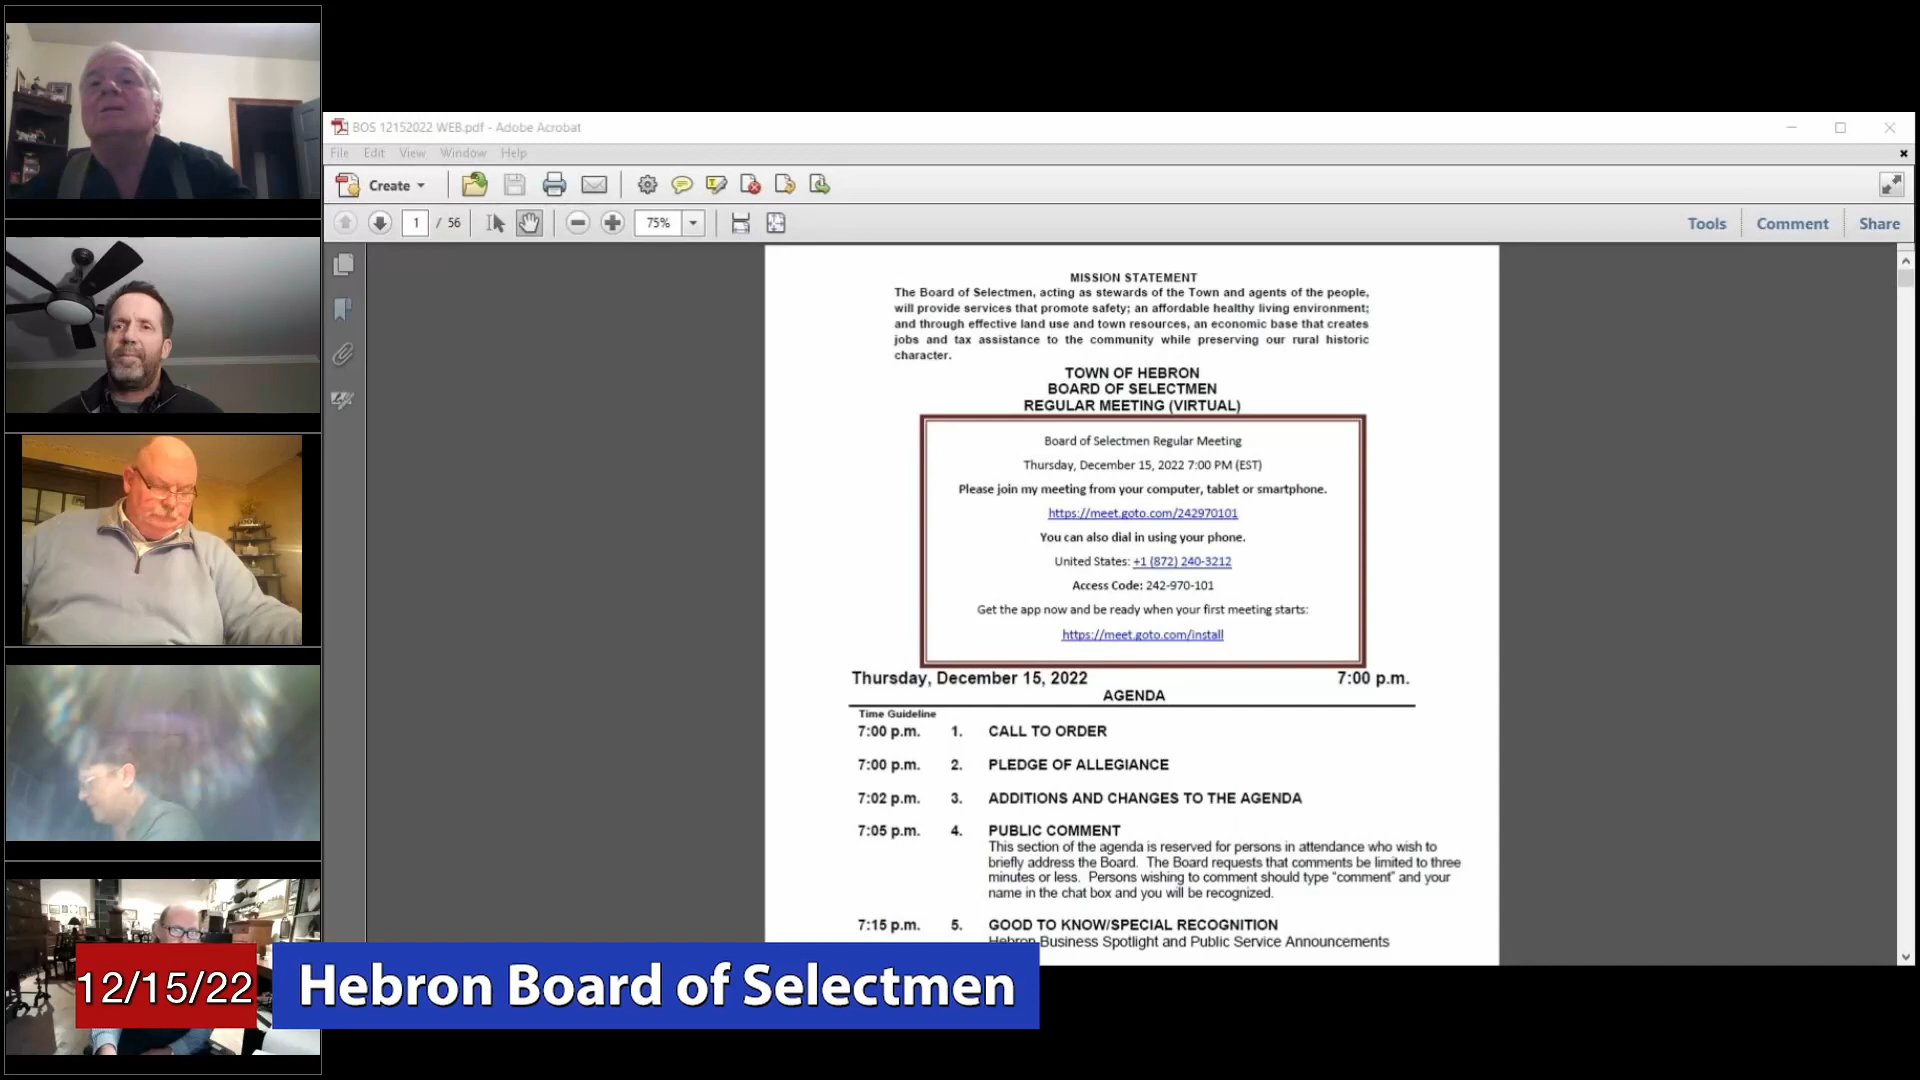 BOS 12152022 WEB.pdf - Adobe Acrobat
File Edit View Window Help
Create
1 / 56
75%
Tools
Comment
Share
MISSION STATEMENT
The Board of Selectmen, acting as stewards of the Town and agents of the people,
will provide services that promote safety; an affordable healthy living environment;
and through effective land use and town resources, an economic base that creates
jobs and tax assistance to the community while preserving our rural historic
character.
TOWN OF HEBRON
BOARD OF SELECTMEN
REGULAR MEETING (VIRTUAL)
Board of Selectmen Regular Meeting
Thursday, December 15, 2022 7:00 PM (EST)
Please join my meeting from your computer, tablet or smartphone.
https://meet.goto.com/242970101
You can also dial in using your phone.
United States: +1 (872) 240-3212
Access Code: 242-970-101
Get the app now and be ready when your first meeting starts:
https://meet.goto.com/install
Thursday, December 15, 2022 7:00 p.m.
AGENDA
Time Guideline
7:00 p.m. 1. CALL TO ORDER
7:00 p.m. 2. PLEDGE OF ALLEGIANCE
7:02 p.m. 3. ADDITIONS AND CHANGES TO THE AGENDA
7:05 p.m. 4. PUBLIC COMMENT
This section of the agenda is reserved for persons in attendance who wish to
briefly address the Board. The Board requests that comments be limited to three
minutes or less. Persons wishing to comment should type “comment” and your
name in the chat box and you will be recognized.
7:15 p.m. 5. GOOD TO KNOW/SPECIAL RECOGNITION
Hebron Business Spotlight and Public Service Announcements
12/15/22
Hebron Board of Selectmen